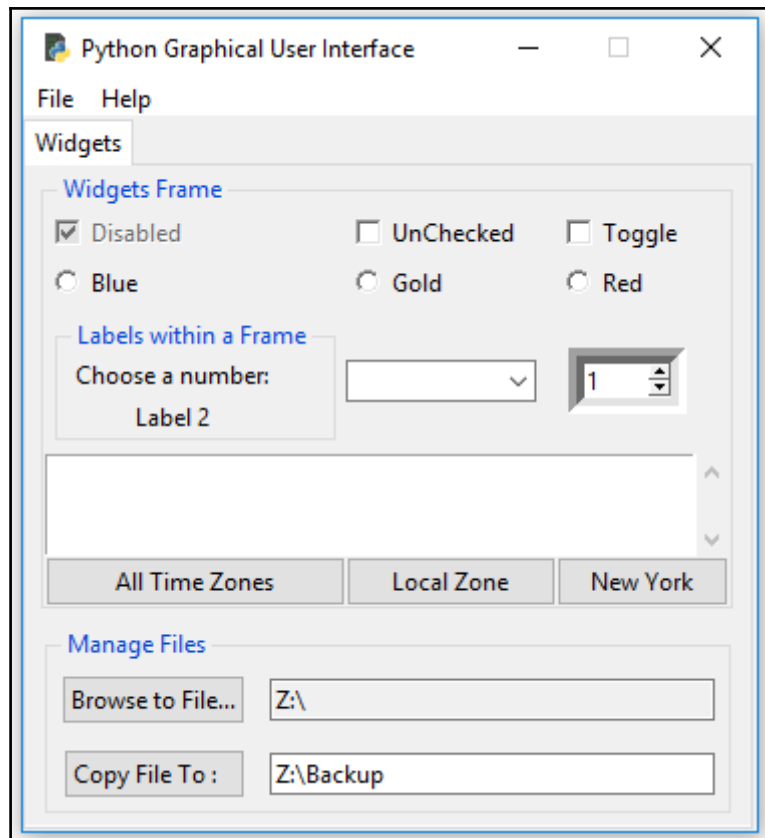 Python Graphical User Interface
File Help
Widgets
Widgets Frame
Disabled UnChecked Toggle
Blue Gold Red
Labels within a Frame
Choose a number: 1
Label 2
All Time Zones Local Zone New York
Manage Files
Browse to File... Z:\
Copy File To : Z:\Backup